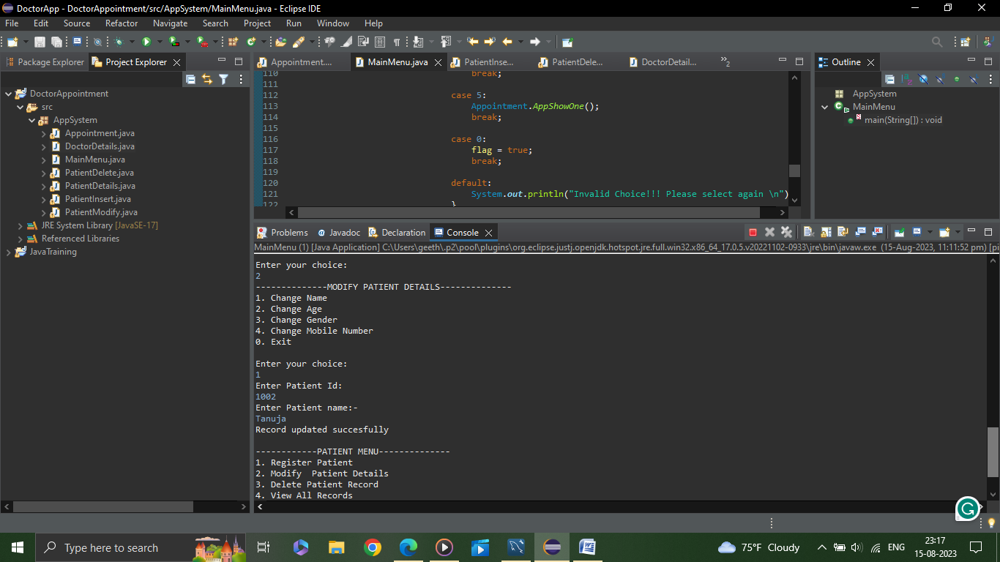 DoctorApp - DoctorAppointment/src/AppSystem/MainMenu.java - Eclipse IDE
File Edit Source Refactor Navigate Search Project Run Window Help
Package Explorer Project Explorer
DoctorAppointment
src
AppSystem
Appointment.java
DoctorDetails.java
MainMenu.java
PatientDelete.java
PatientDetails.java
PatientInsert.java
PatientModify.java
JRE System Library [JavaSE-17]
Referenced Libraries
JavaTraining
Appointment.... MainMenu.java PatientInse... PatientDele... DoctorDetail... »2
110 break;
111
112 case 5:
113 Appointment.AppShowOne();
114 break;
115
116 case 0:
117 flag = true;
118 break;
119
120 default:
121 System.out.println("Invalid Choice!!! Please select again \n")
122 }
Outline
AppSystem
MainMenu
main(String[]) : void
Problems Javadoc Declaration Console
MainMenu (1) [Java Application] C:\Users\geeth\.p2\pool\plugins\org.eclipse.justj.openjdk.hotspot.jre.full.win32.x86_64_17.0.5.v20221102-0933\jre\bin\javaw.exe (15-Aug-2023, 11:11:52 pm) [pi
Enter your choice:
2
--------------MODIFY PATIENT DETAILS--------------
1. Change Name
2. Change Age
3. Change Gender
4. Change Mobile Number
0. Exit
Enter your choice:
1
Enter Patient Id:
1002
Enter Patient name:-
Tanuja
Record updated succesfully
------------PATIENT MENU--------------
1. Register Patient
2. Modify  Patient Details
3. Delete Patient Record
4. View All Records
Type here to search
75°F Cloudy
ENG
23:17
15-08-2023